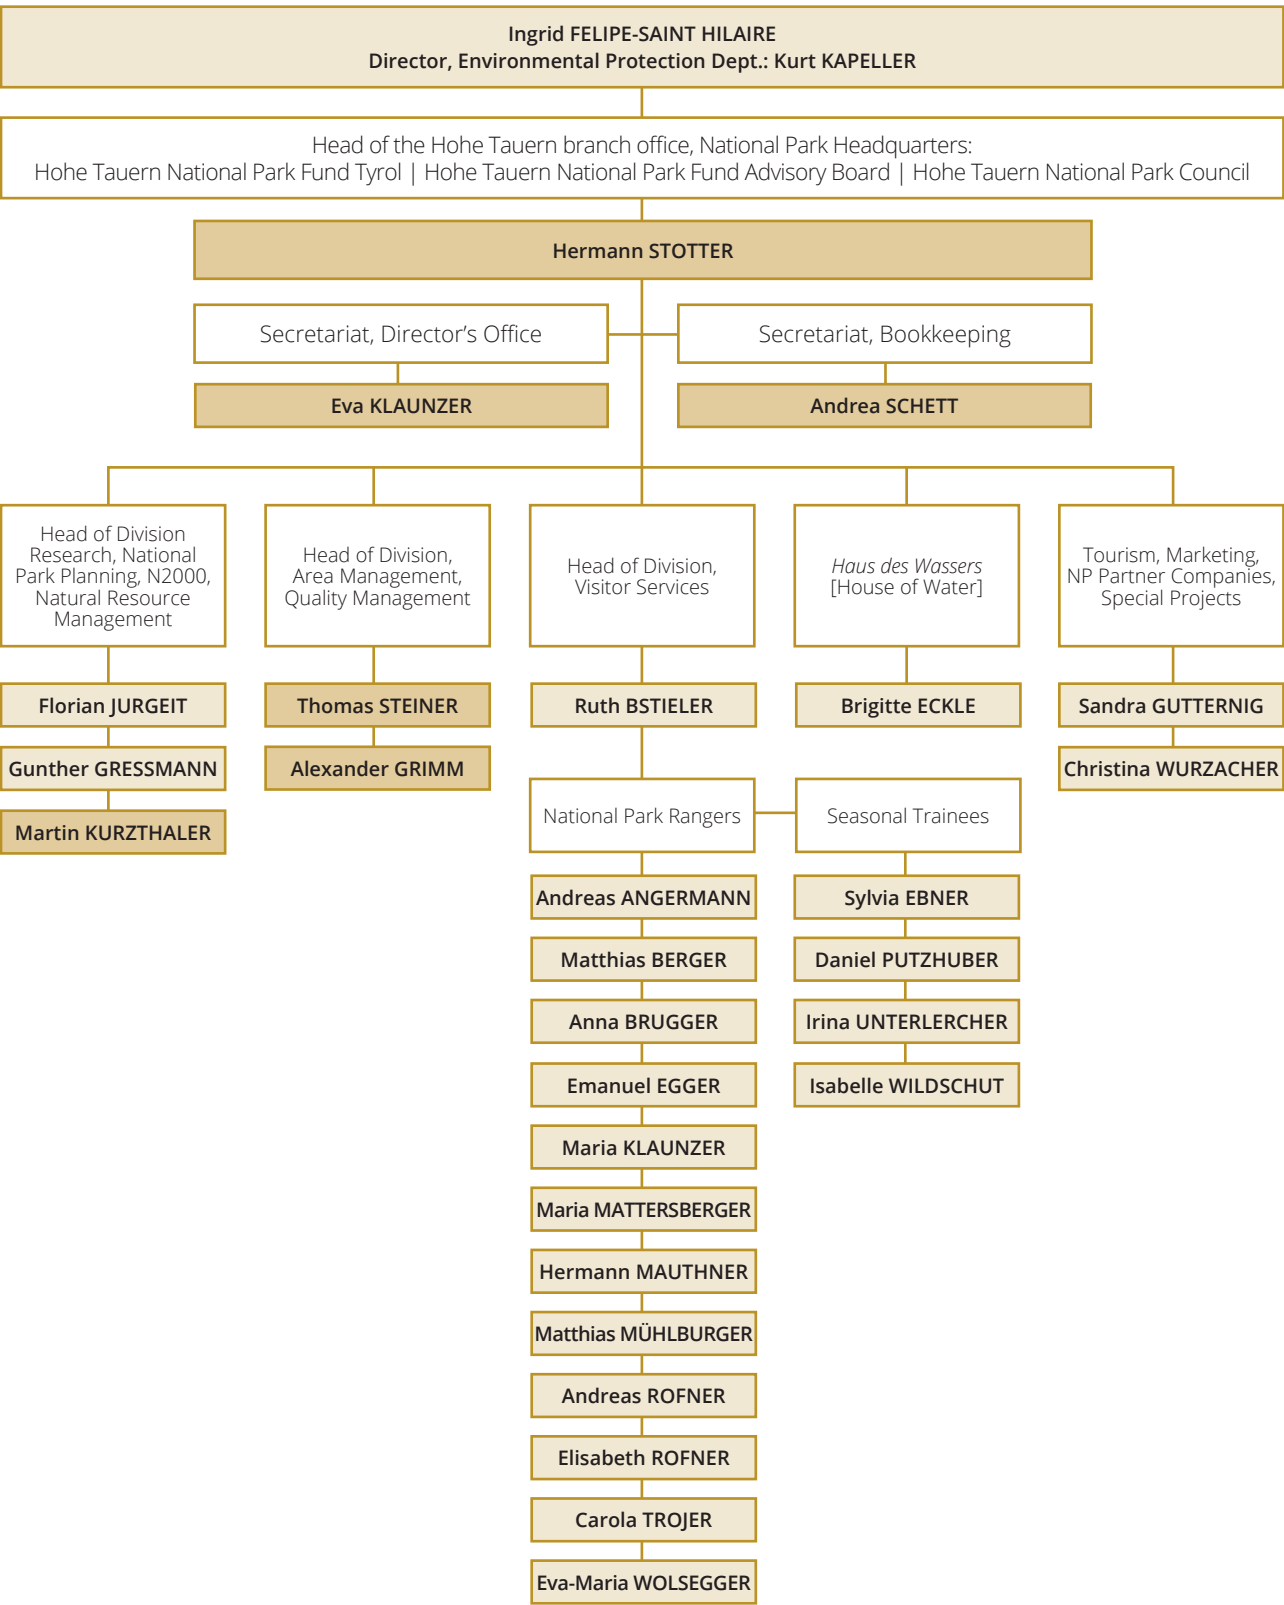 Ingrid FELIPE-SAINT HILAIRE
Director, Environmental Protection Dept.: Kurt KAPELLER
Head of the Hohe Tauern branch office, National Park Headquarters:
Hohe Tauern National Park Fund Tyrol | Hohe Tauern National Park Fund Advisory Board | Hohe Tauern National Park Council
Hermann STOTTER
Secretariat, Director’s Office
Eva KLAUNZER
Secretariat, Bookkeeping
Andrea SCHETT
Head of Division
Research, National
Park Planning, N2000,
Natural Resource
Management
Florian JURGEIT
Gunther GRESSMANN
Martin KURZTHALER
Head of Division,
Area Management,
Quality Management
Thomas STEINER
Alexander GRIMM
Head of Division,
Visitor Services
Ruth BSTIELER
National Park Rangers
Andreas ANGERMANN
Matthias BERGER
Anna BRUGGER
Emanuel EGGER
Maria KLAUNZER
Maria MATTERSBERGER
Hermann MAUTHNER
Matthias MÜHLBURGER
Andreas ROFNER
Elisabeth ROFNER
Carola TROJER
Eva-Maria WOLSEGGER
Seasonal Trainees
Sylvia EBNER
Daniel PUTZHUBER
Irina UNTERLERCHER
Isabelle WILDSCHUT
Haus des Wassers
[House of Water]
Brigitte ECKLE
Tourism, Marketing,
NP Partner Companies,
Special Projects
Sandra GUTTERNIG
Christina WURZACHER